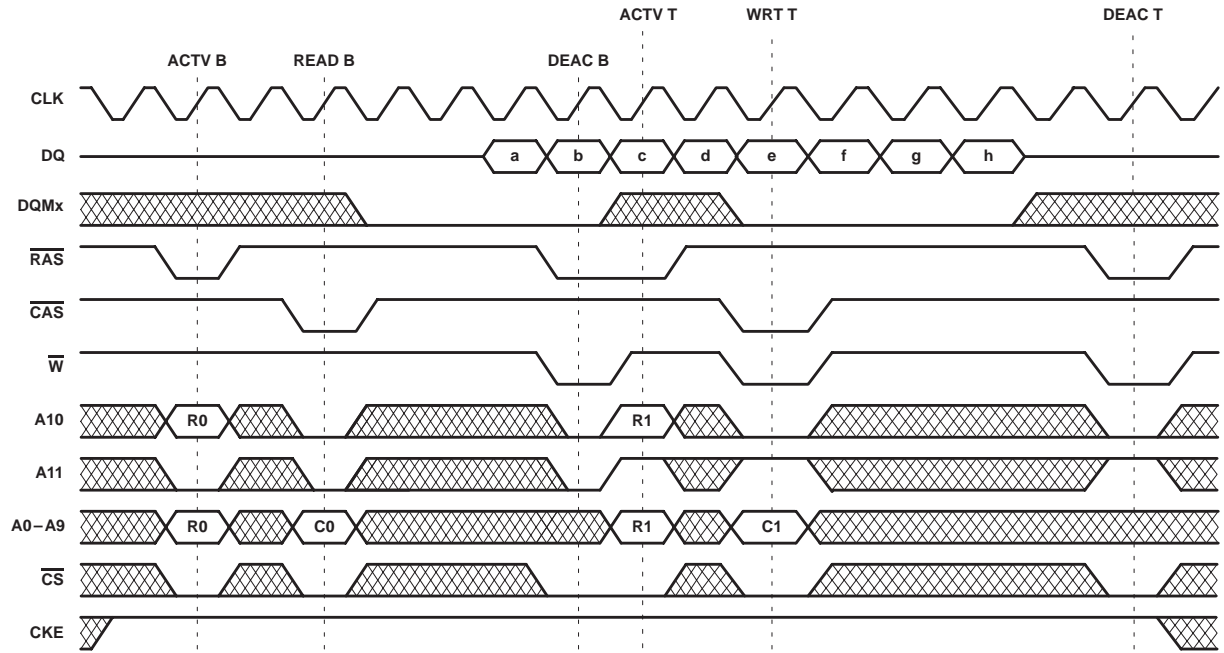 ACTV T WRT T DEAC T
ACTV B READ B DEAC B
CLK
DQ a b c d e f g h
DQMx
RAS
CAS
W
A10 R0 R1
A11
A0–A9 R0 C0 R1 C1
CS
CKE